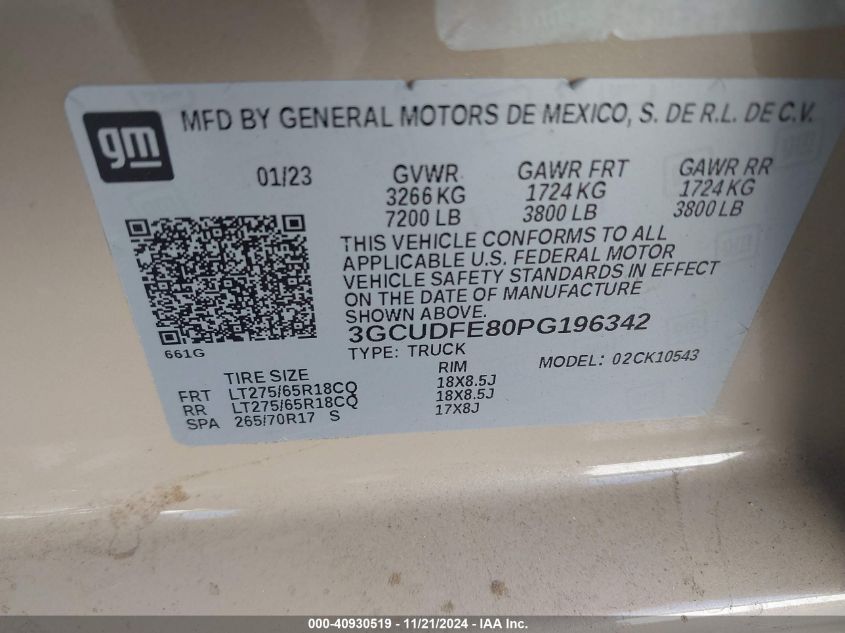 gm
MFD BY GENERAL MOTORS DE MEXICO, S. DE R.L. DE C.V.
01/23 GVWR GAWR FRT GAWR RR
3266 KG 1724 KG 1724 KG
7200 LB 3800 LB 3800 LB
THIS VEHICLE CONFORMS TO ALL
APPLICABLE U.S. FEDERAL MOTOR
VEHICLE SAFETY STANDARDS IN EFFECT
ON THE DATE OF MANUFACTURE
SHOWN ABOVE.
3GCUDFE80PG196342
661G
TYPE: TRUCK MODEL: 02CK10543
TIRE SIZE RIM
FRT LT275/65R18CQ 18X8.5J
RR LT275/65R18CQ 18X8.5J
SPA 265/70R17 S 17X8J
000-40930519 - 11/21/2024 - IAA Inc.